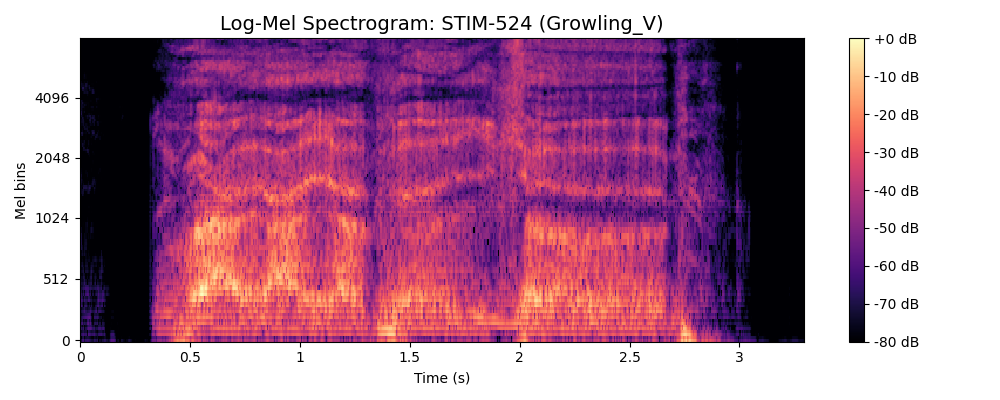 Log-Mel Spectrogram: STIM-524 (Growling_V)
+0 dB
-10 dB
-20 dB
-30 dB
-40 dB
-50 dB
-60 dB
-70 dB
-80 dB
Mel bins
4096
2048
1024
512
0
0 0.5 1 1.5 2 2.5 3
Time (s)